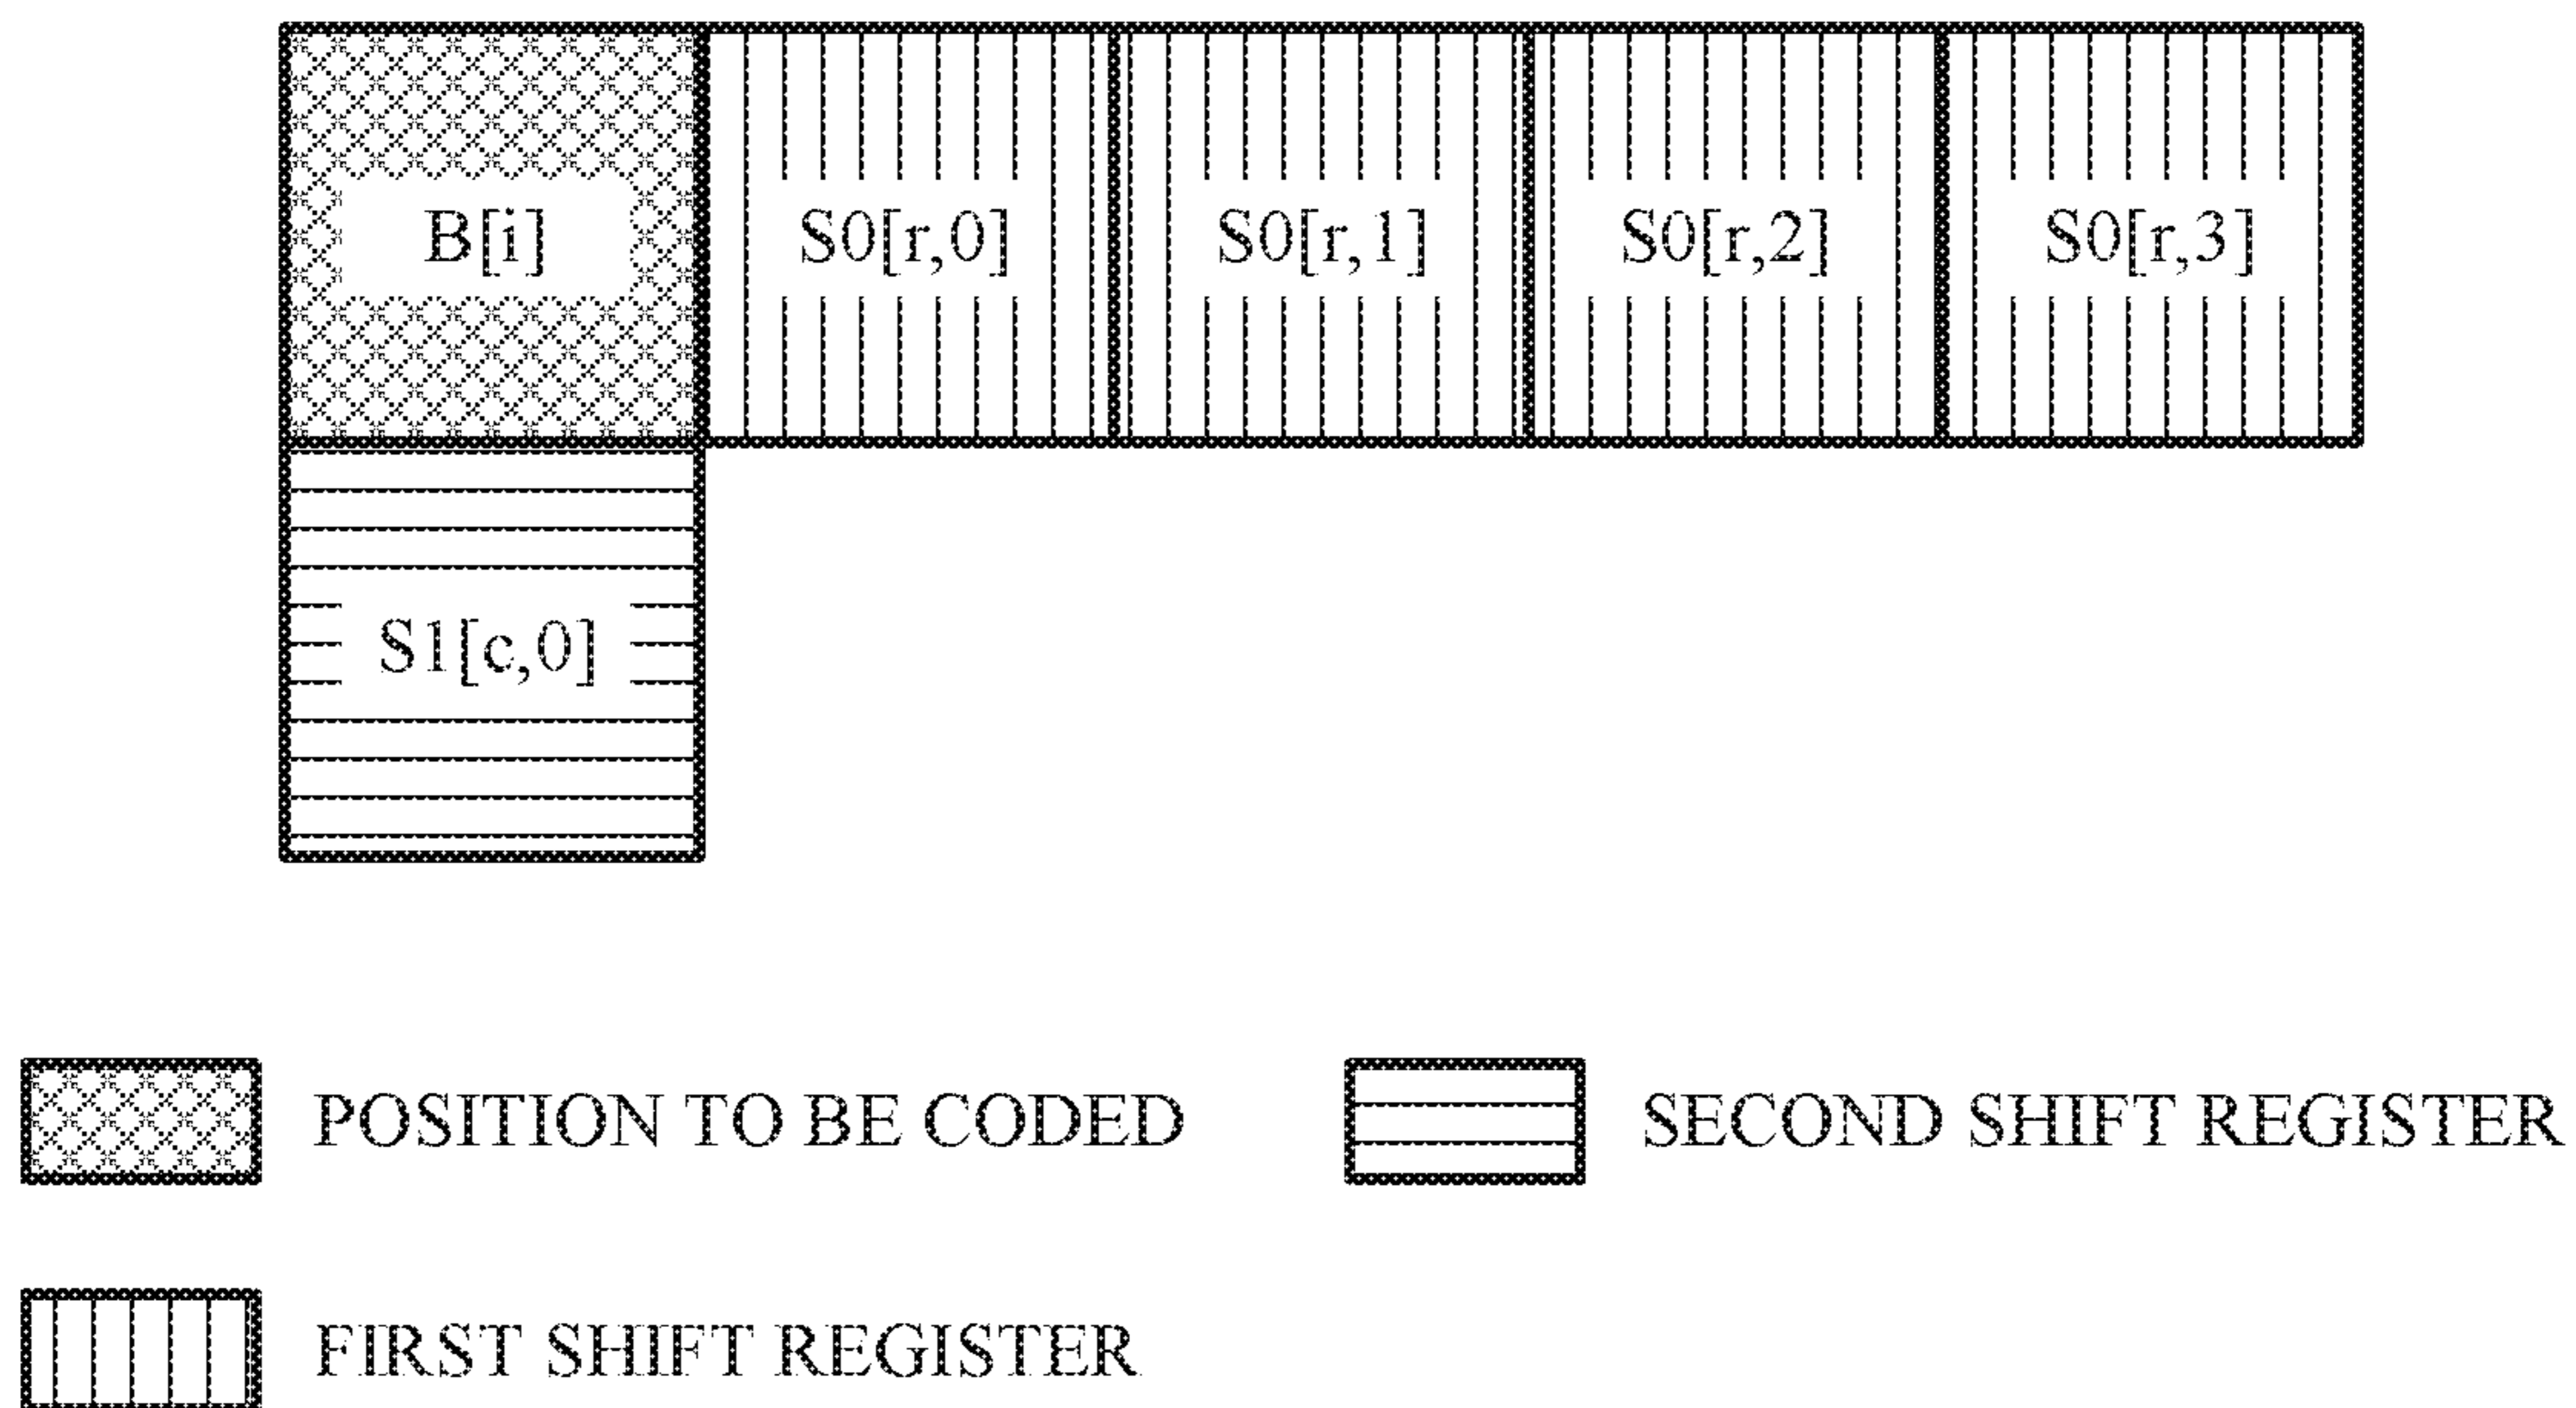 B[i] S0[r,0] S0[r,1] S0[r,2] S0[r,3]
S1[c,0]
POSITION TO BE CODED SECOND SHIFT REGISTER
FIRST SHIFT REGISTER